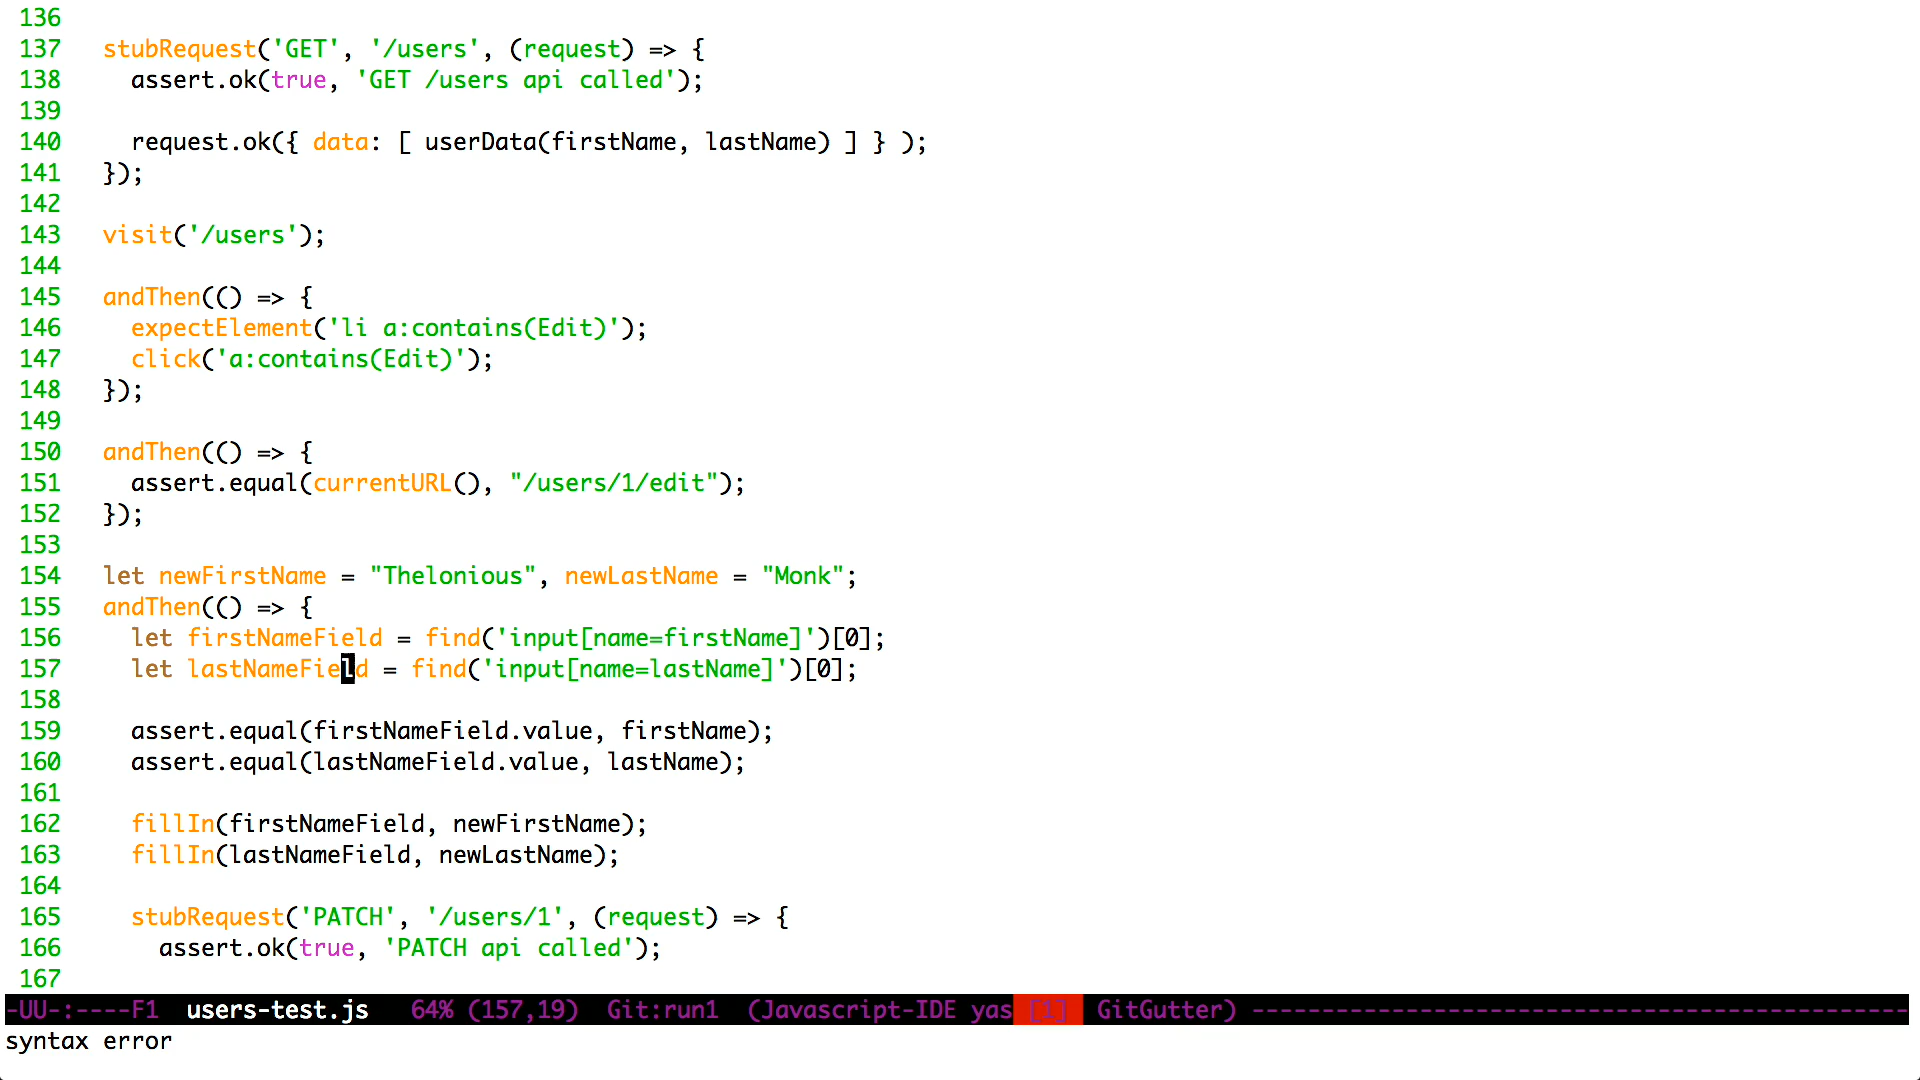 136
137   stubRequest('GET', '/users', (request) => {
138     assert.ok(true, 'GET /users api called');
139
140     request.ok({ data: [ userData(firstName, lastName) ] } );
141   });
142
143   visit('/users');
144
145   andThen(() => {
146     expectElement('li a:contains(Edit)');
147     click('a:contains(Edit)');
148   });
149
150   andThen(() => {
151     assert.equal(currentURL(), "/users/1/edit");
152   });
153
154   let newFirstName = "Thelonious", newLastName = "Monk";
155   andThen(() => {
156     let firstNameField = find('input[name=firstName]')[0];
157     let lastNameField = find('input[name=lastName]')[0];
158
159     assert.equal(firstNameField.value, firstName);
160     assert.equal(lastNameField.value, lastName);
161
162     fillIn(firstNameField, newFirstName);
163     fillIn(lastNameField, newLastName);
164
165     stubRequest('PATCH', '/users/1', (request) => {
166       assert.ok(true, 'PATCH api called');
167
-UU-:----F1  users-test.js   64% (157,19)  Git:run1  (Javascript-IDE yas [1]  GitGutter) -----------------------------------------------
syntax error